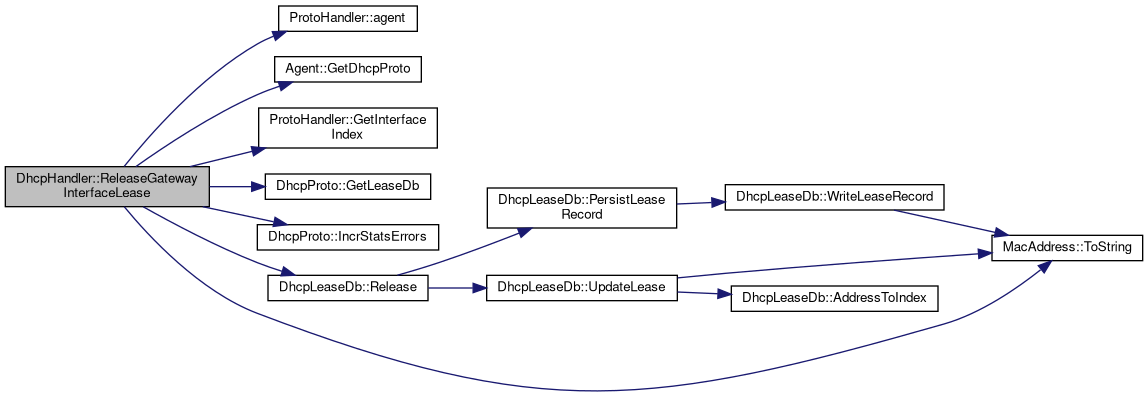 ProtoHandler::agent
Agent::GetDhcpProto
ProtoHandler::GetInterface
Index
DhcpHandler::ReleaseGateway
InterfaceLease
DhcpProto::GetLeaseDb
DhcpProto::IncrStatsErrors
DhcpLeaseDb::Release
DhcpLeaseDb::PersistLease
Record
DhcpLeaseDb::UpdateLease
DhcpLeaseDb::WriteLeaseRecord
DhcpLeaseDb::AddressToIndex
MacAddress::ToString